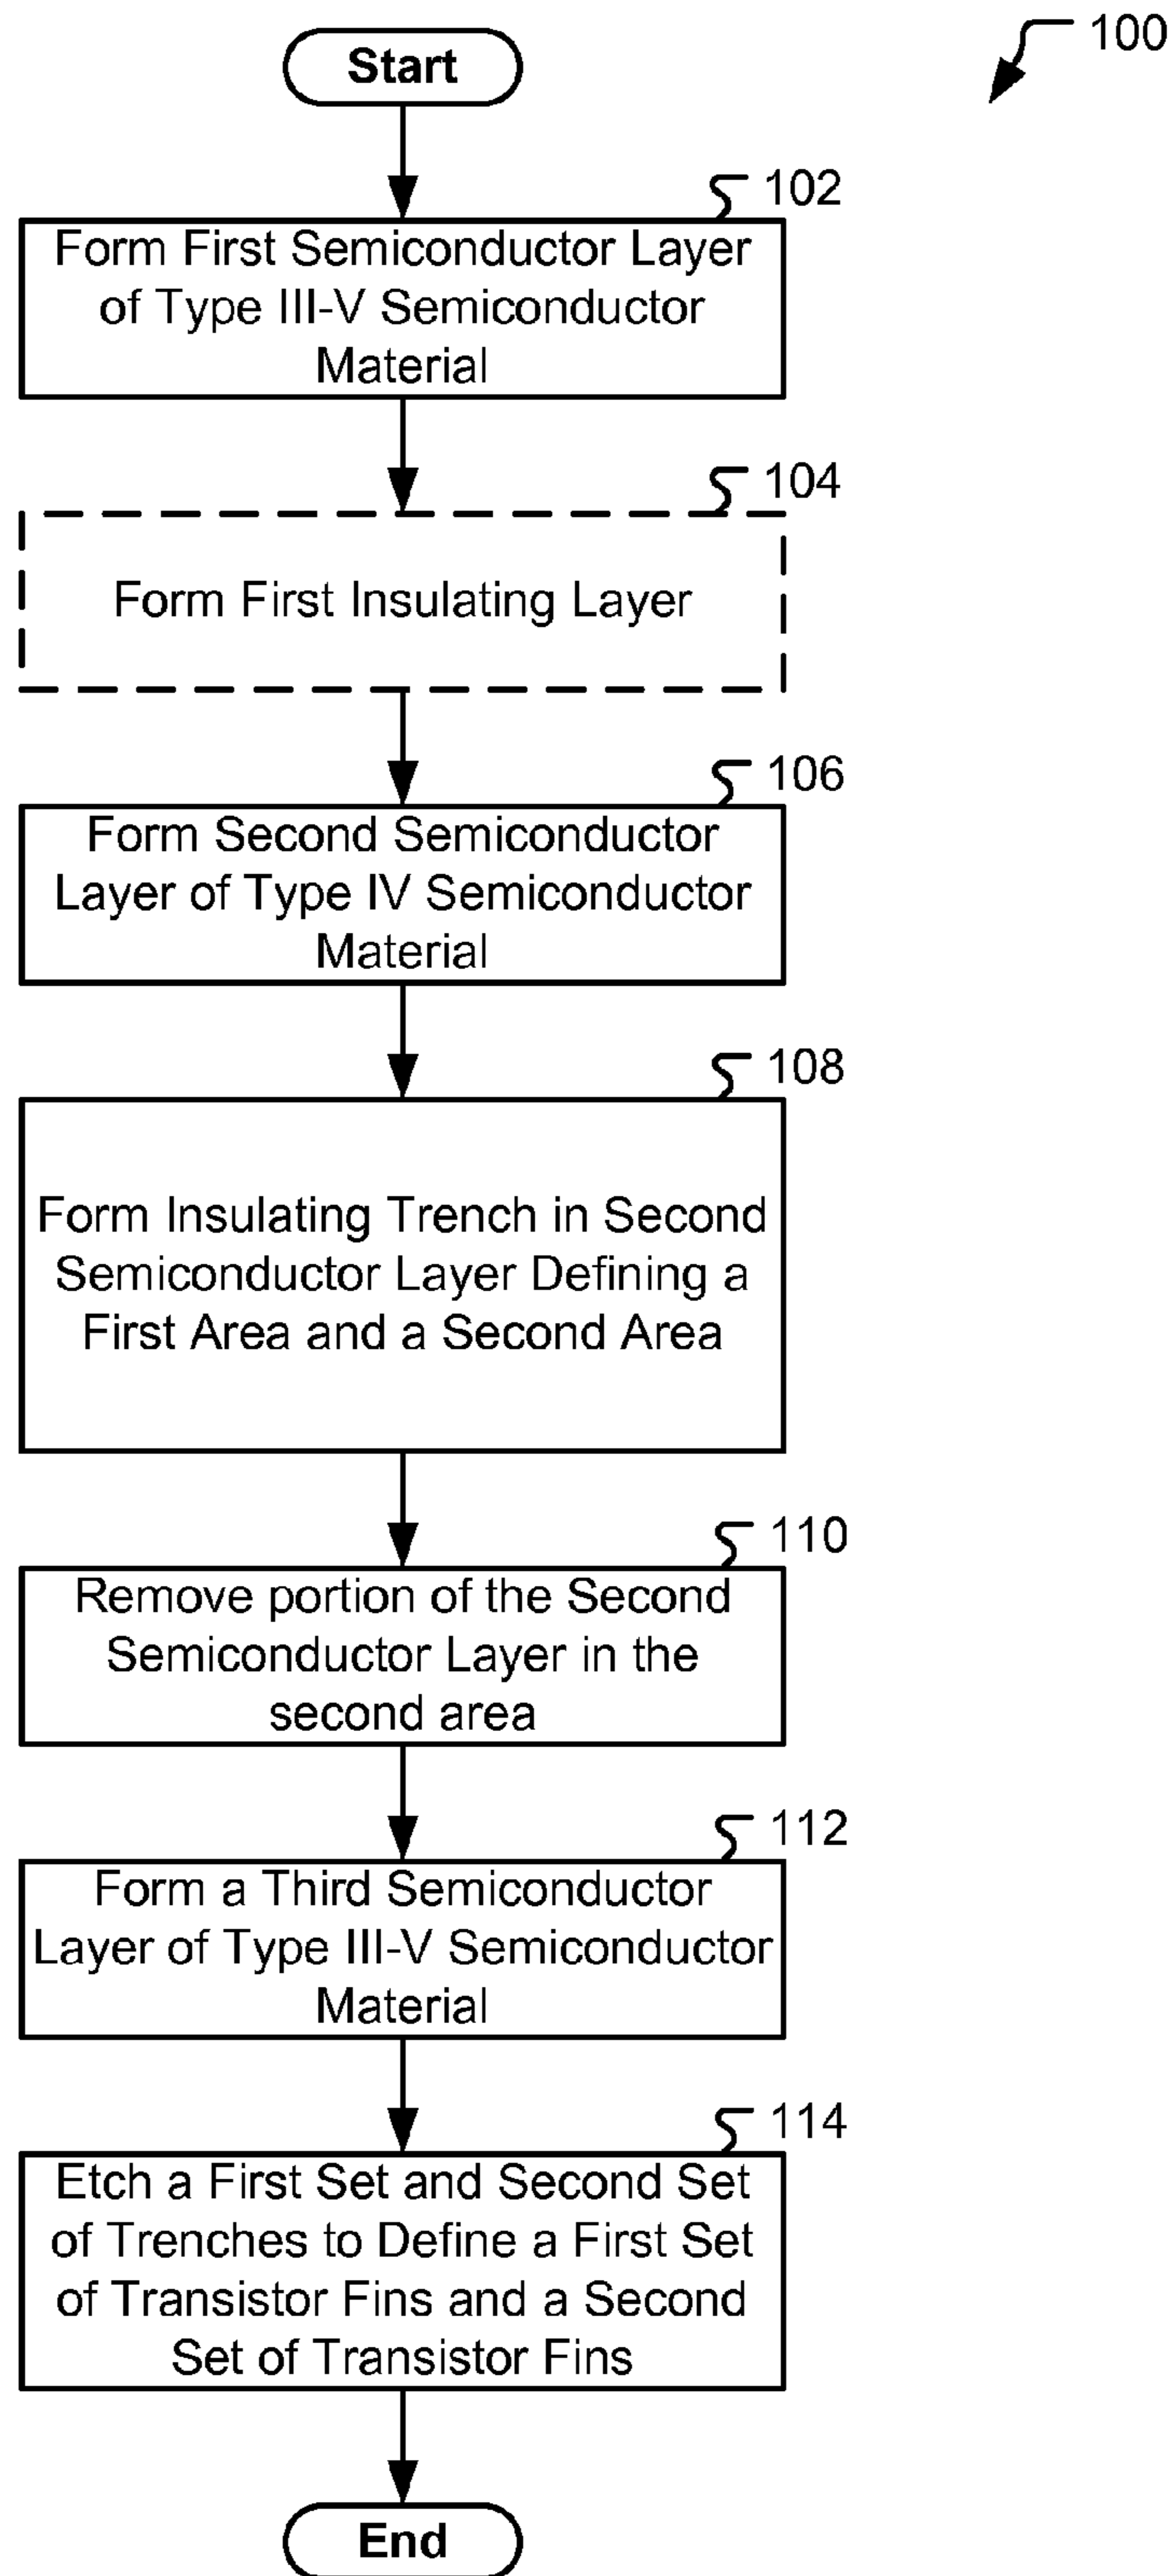 100
Start
102
Form First Semiconductor Layer
of Type III-V Semiconductor
Material
104
Form First Insulating Layer
106
Form Second Semiconductor
Layer of Type IV Semiconductor
Material
108
Form Insulating Trench in Second
Semiconductor Layer Defining a
First Area and a Second Area
110
Remove portion of the Second
Semiconductor Layer in the
second area
112
Form a Third Semiconductor
Layer of Type III-V Semiconductor
Material
114
Etch a First Set and Second Set
of Trenches to Define a First Set
of Transistor Fins and a Second
Set of Transistor Fins
End